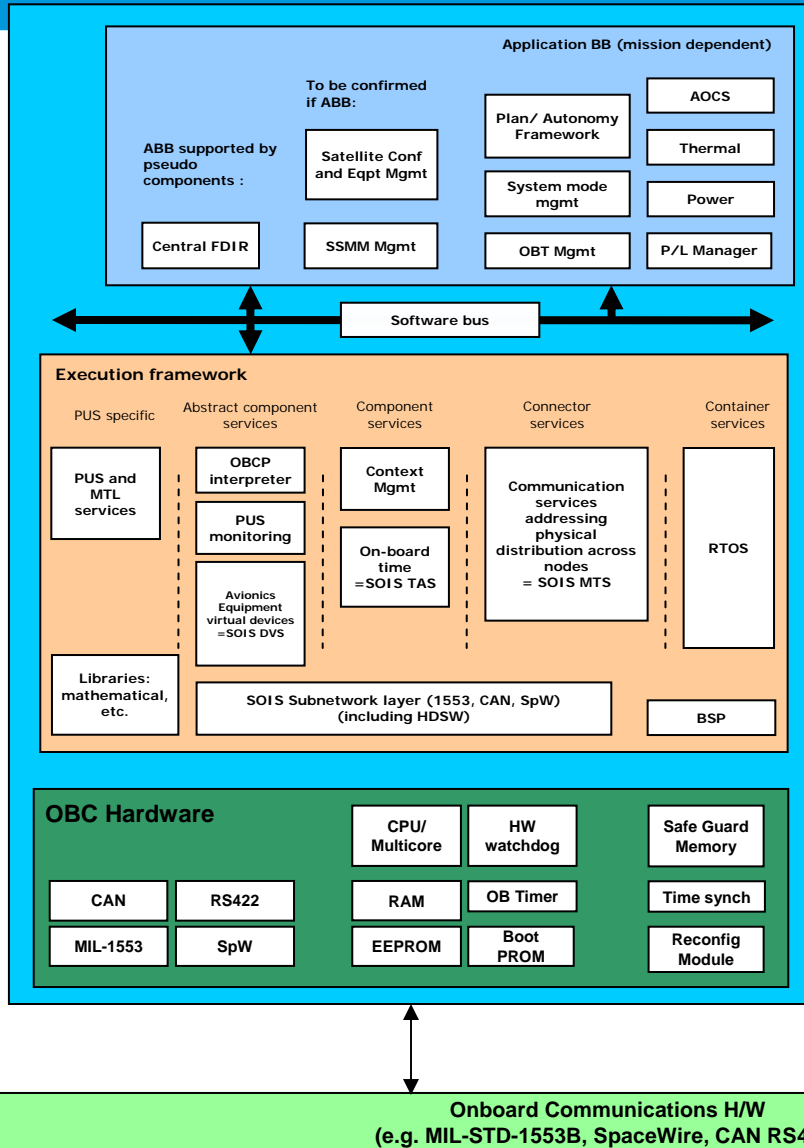 Application BB (mission dependent)
To be confirmed
if ABB:
ABB supported by
pseudo
components :
Central FDIR
Satellite Conf
and Eqpt Mgmt
SSMM Mgmt
Plan/ Autonomy
Framework
System mode
mgmt
OBT Mgmt
AOCS
Thermal
Power
P/L Manager
Software bus
Execution framework
PUS specific
Abstract component
services
Component
services
Connector
services
Container
services
PUS and
MTL
services
Libraries:
mathematical,
etc.
OBCP
interpreter
PUS
monitoring
Avionics
Equipment
virtual devices
=SOIS DVS
Context
Mgmt
On-board
time
=SOIS TAS
Communication
services
addressing
physical
distribution across
nodes
= SOIS MTS
RTOS
SOIS Subnetwork layer (1553, CAN, SpW)
(including HDSW)
BSP
OBC Hardware
CAN
RS422
MIL-1553
SpW
CPU/
Multicore
HW
watchdog
RAM
OB Timer
EEPROM
Boot
PROM
Safe Guard
Memory
Time synch
Reconfig
Module
Onboard Communications H/W
(e.g. MIL-STD-1553B, SpaceWire, CAN